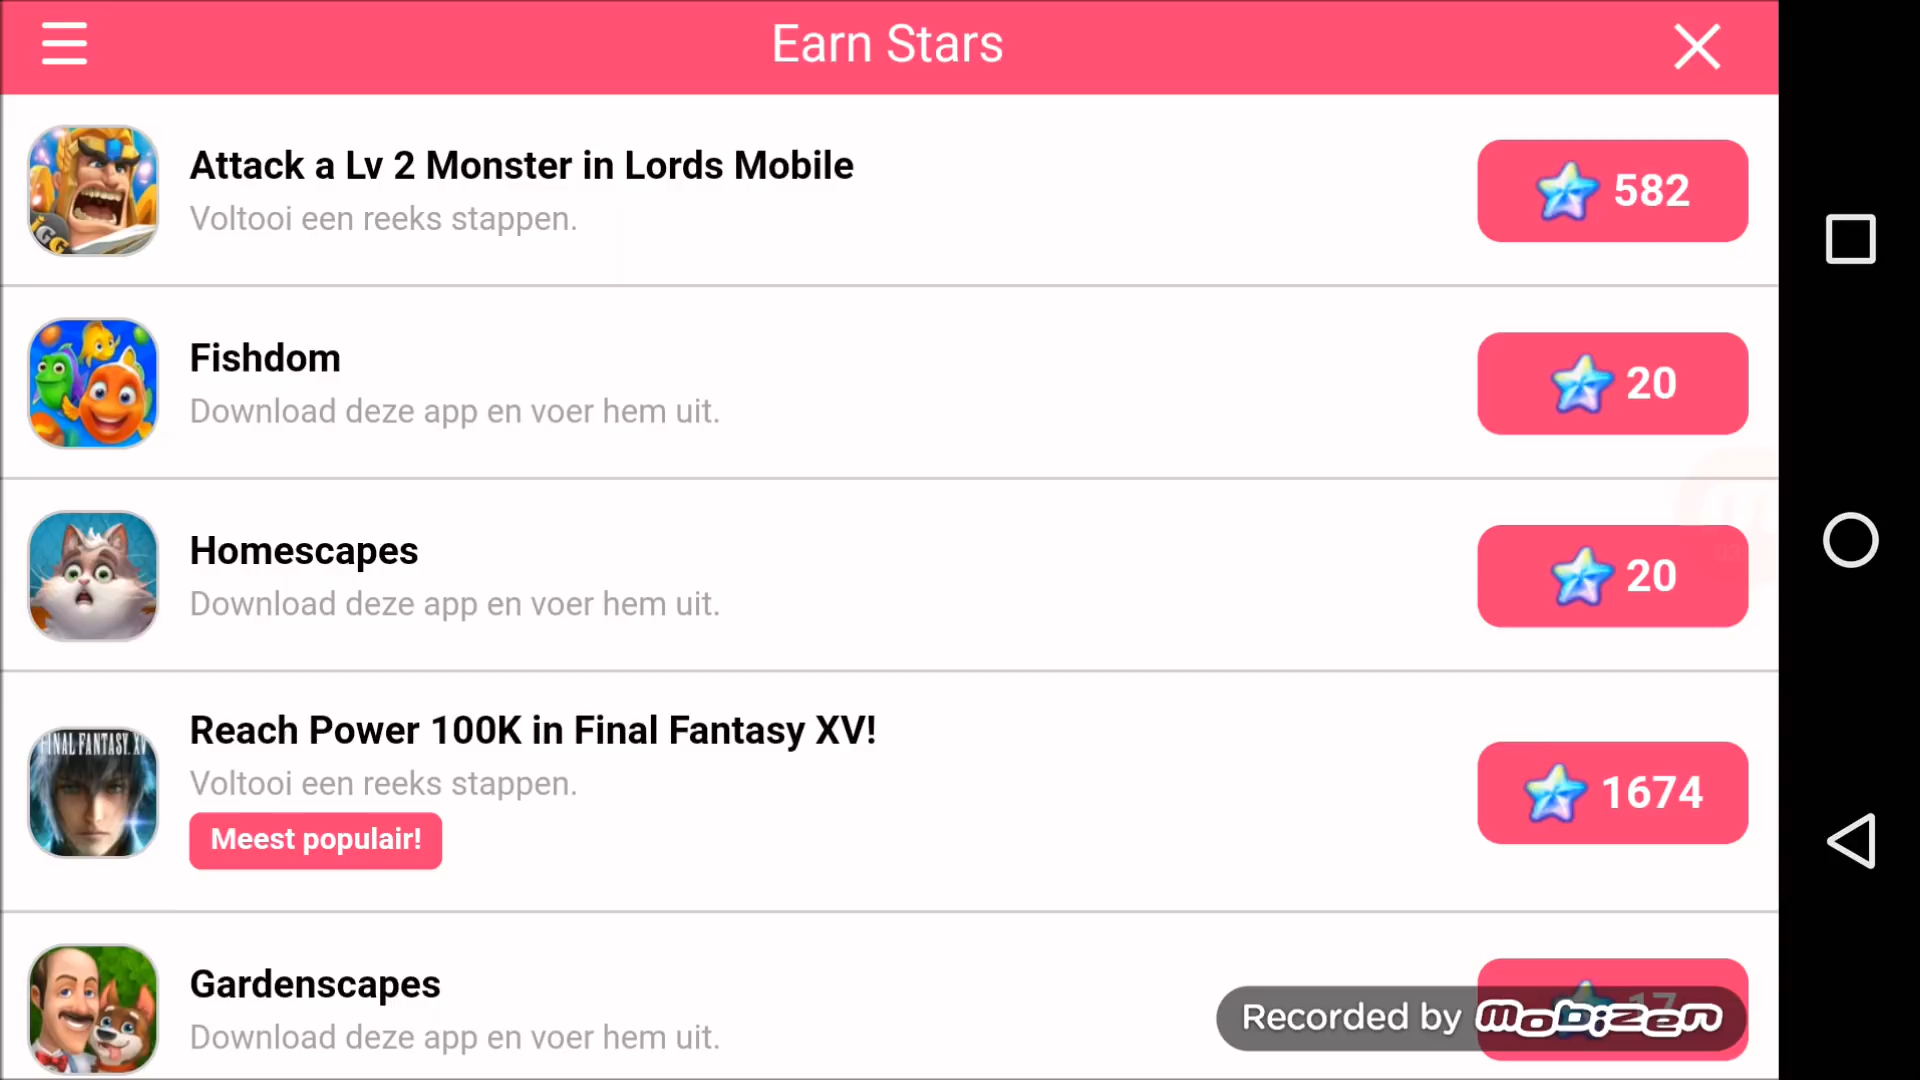 Earn Stars
Attack a Lv 2 Monster in Lords Mobile
Voltooi een reeks stappen.
582
IGG
Fishdom
Download deze app en voer hem uit.
20
Homescapes
Download deze app en voer hem uit.
20
Reach Power 100K in Final Fantasy XV!
Voltooi een reeks stappen.
Meest populair!
FINAL FANTASY XV
1674
Gardenscapes
Download deze app en voer hem uit.
17
Recorded by mobizen